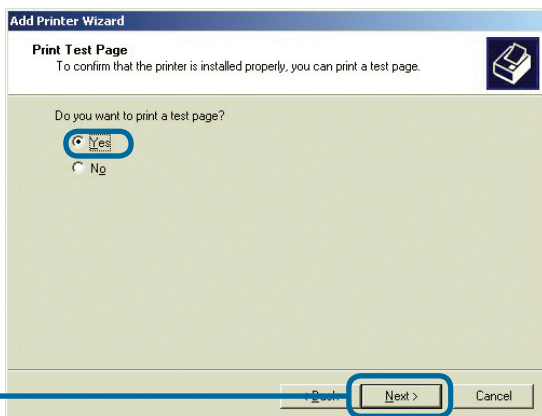 Add Printer Wizard
Print Test Page
To confirm that the printer is installed properly, you can print a test page.
Do you want to print a test page?
Yes
No
< Back
Next >
Cancel